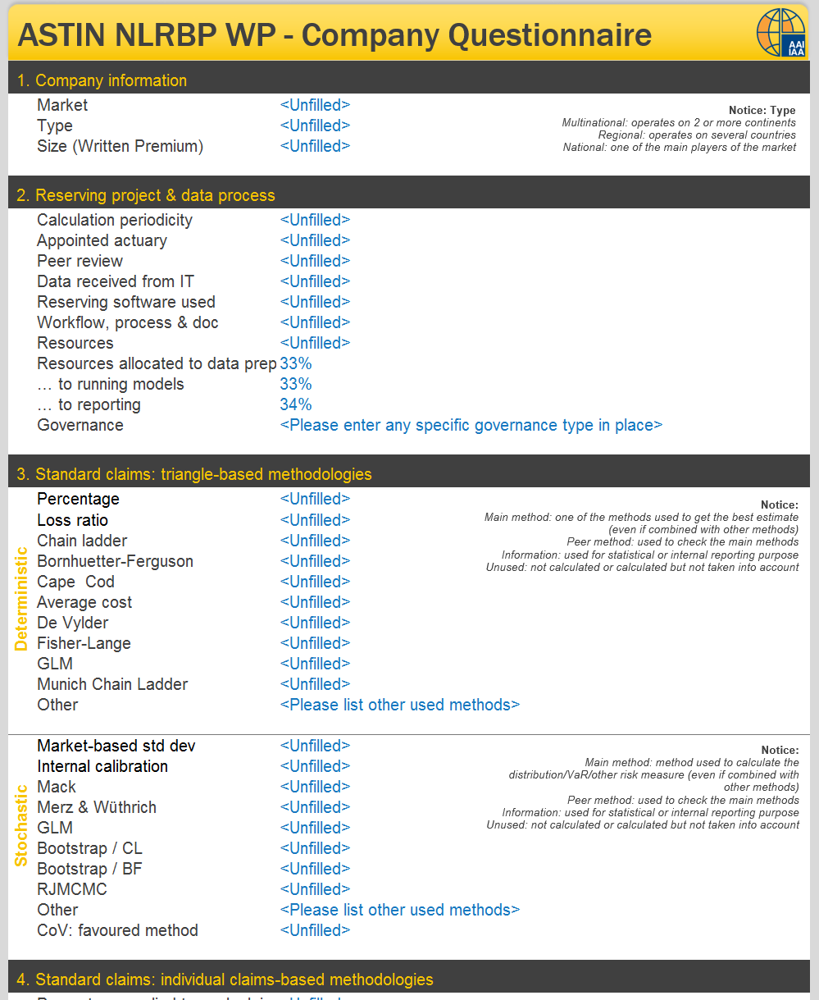 ASTIN NLRBP WP - Company Questionnaire
AAI
IAA
1. Company information
Market <Unfilled>
Type <Unfilled>
Size (Written Premium) <Unfilled>
Notice: Type
Multinational: operates on 2 or more continents
Regional: operates on several countries
National: one of the main players of the market
2. Reserving project & data process
Calculation periodicity <Unfilled>
Appointed actuary <Unfilled>
Peer review <Unfilled>
Data received from IT <Unfilled>
Reserving software used <Unfilled>
Workflow, process & doc <Unfilled>
Resources <Unfilled>
Resources allocated to data prep 33%
… to running models 33%
… to reporting 34%
Governance <Please enter any specific governance type in place>
3. Standard claims: triangle-based methodologies
Deterministic
Percentage <Unfilled>
Loss ratio <Unfilled>
Chain ladder <Unfilled>
Bornhuetter-Ferguson <Unfilled>
Cape  Cod <Unfilled>
Average cost <Unfilled>
De Vylder <Unfilled>
Fisher-Lange <Unfilled>
GLM <Unfilled>
Munich Chain Ladder <Unfilled>
Other <Please list other used methods>
Notice:
Main method: one of the methods used to get the best estimate
(even if combined with other methods)
Peer method: used to check the main methods
Information: used for statistical or internal reporting purpose
Unused: not calculated or calculated but not taken into account
Stochastic
Market-based std dev <Unfilled>
Internal calibration <Unfilled>
Mack <Unfilled>
Merz & Wüthrich <Unfilled>
GLM <Unfilled>
Bootstrap / CL <Unfilled>
Bootstrap / BF <Unfilled>
RJMCMC <Unfilled>
Other <Please list other used methods>
CoV: favoured method <Unfilled>
Notice:
Main method: method used to calculate the
distribution/VaR/other risk measure (even if combined with
other methods)
Peer method: used to check the main methods
Information: used for statistical or internal reporting purpose
Unused: not calculated or calculated but not taken into account
4. Standard claims: individual claims-based methodologies